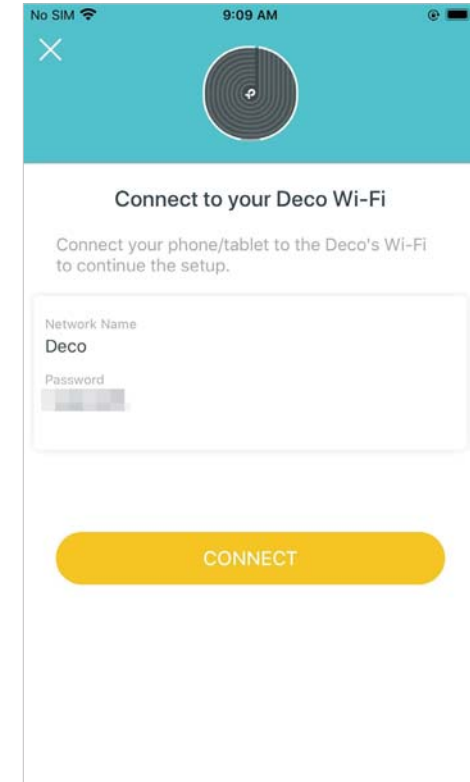 No SIM 9:09 AM
Connect to your Deco Wi-Fi
Connect your phone/tablet to the Deco's Wi-Fi
to continue the setup.
Network Name
Deco
Password
CONNECT